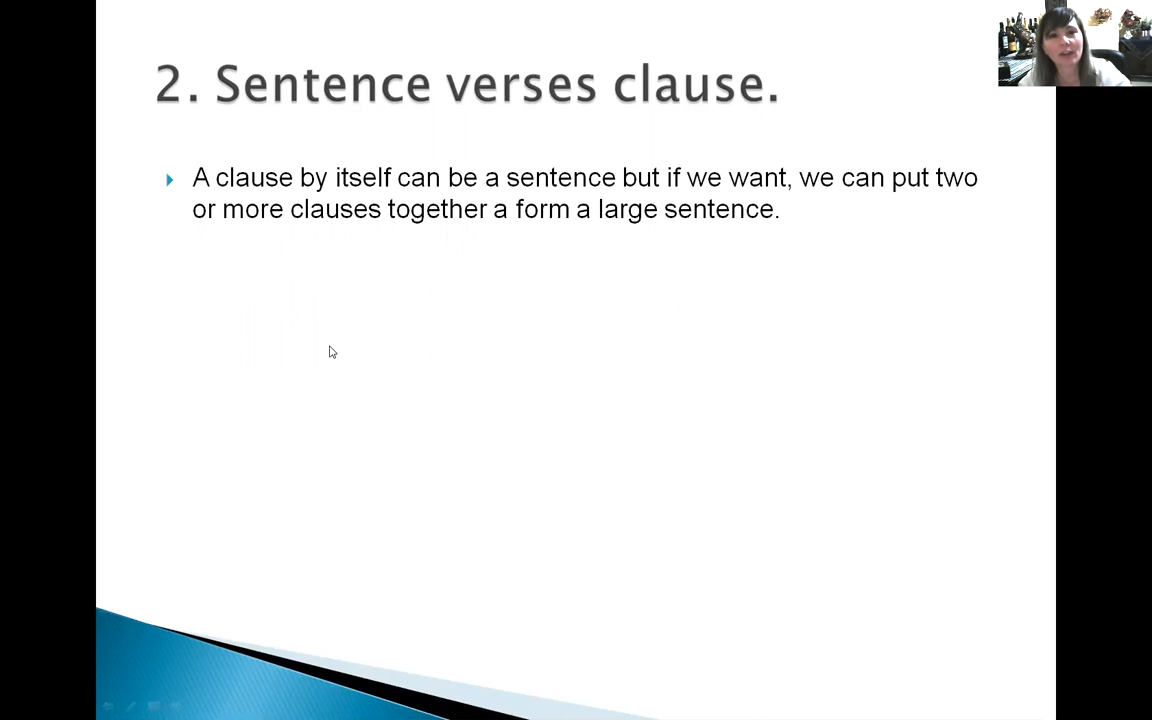 2. Sentence verses clause.
A clause by itself can be a sentence but if we want, we can put two
or more clauses together a form a large sentence.